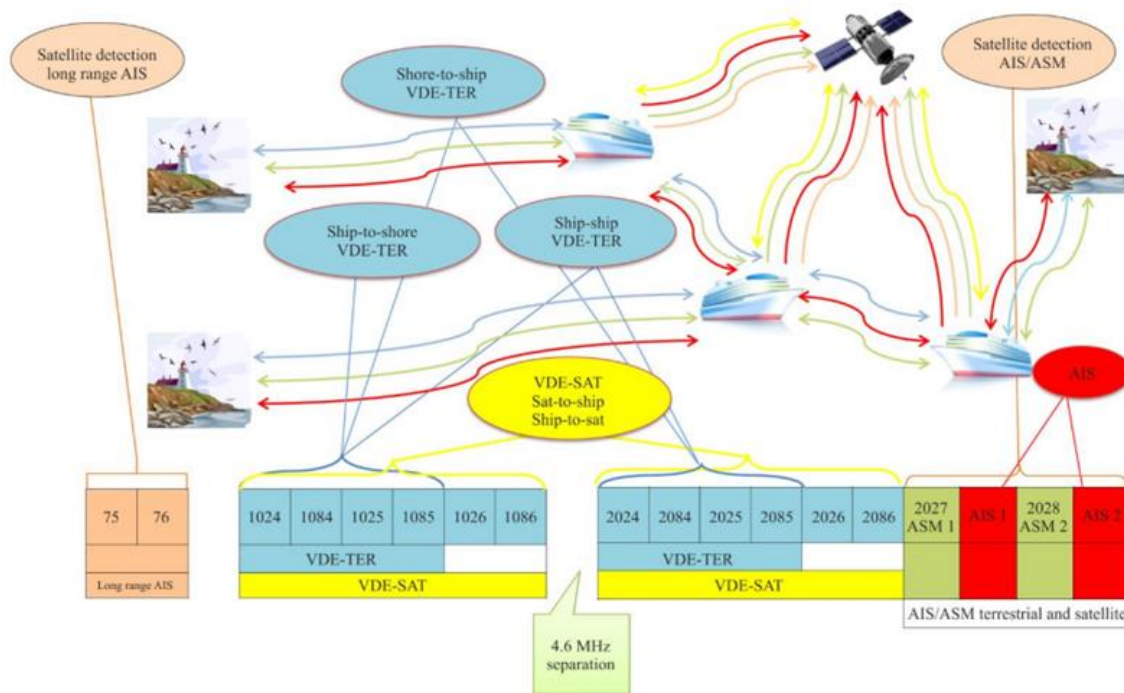 Satellite detection
long range AIS
Shore-to-ship
VDE-TER
Satellite detection
AIS/ASM
Ship-to-shore
VDE-TER
Ship-ship
VDE-TER
VDE-SAT
Sat-to-ship
Ship-to-sat
AIS
75 76
1024 1084 1025 1085 1026 1086
2024 2084 2025 2085 2026 2086
2027
ASM 1
AIS 1
2028
ASM 2
AIS 2
VDE-TER
VDE-TER
Long range AIS
VDE-SAT
VDE-SAT
AIS/ASM terrestrial and satellite
4.6 MHz
separation